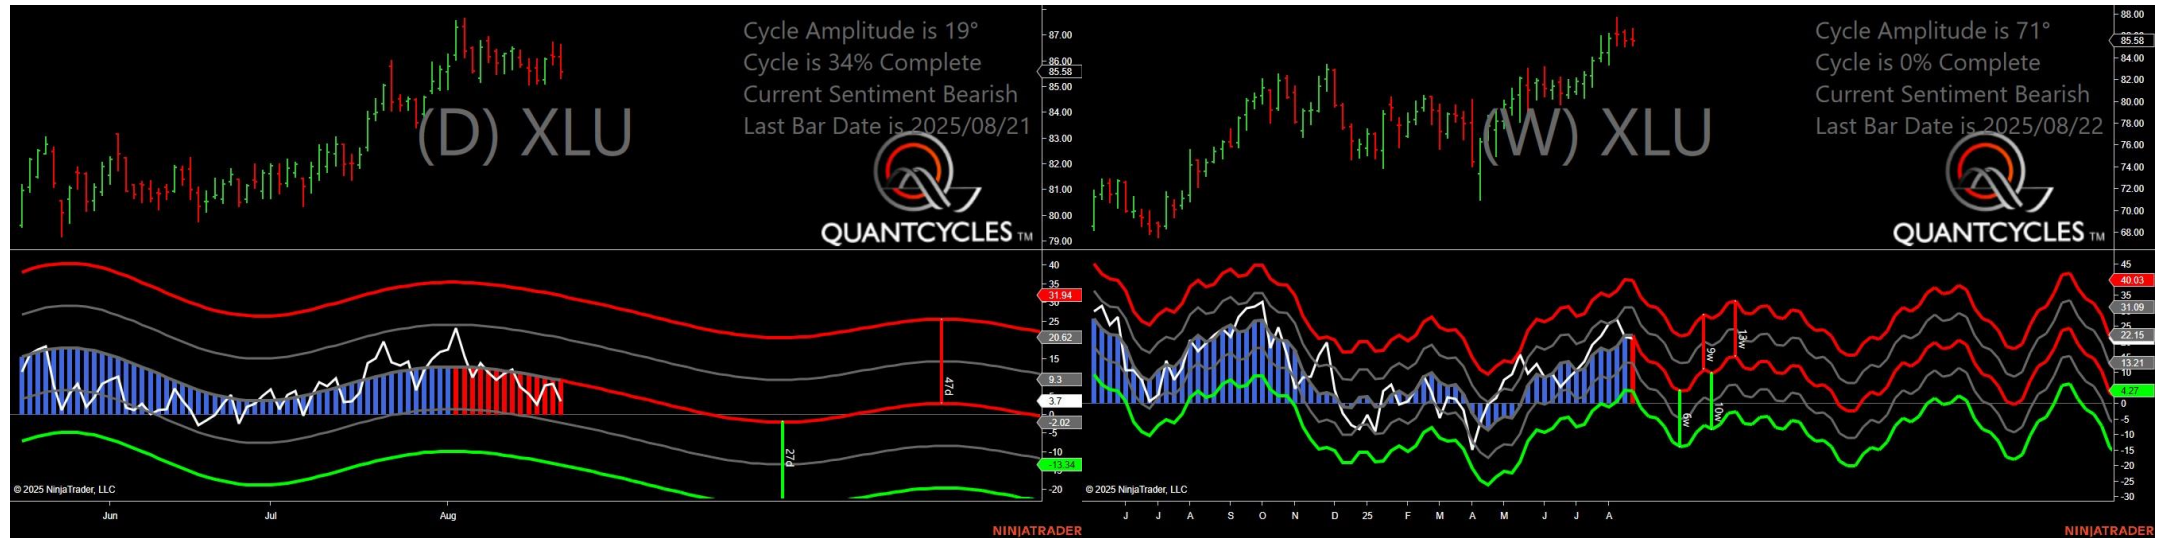 Cycle Amplitude is 19°
Cycle is 34% Complete
Current Sentiment Bearish
Last Bar Date is 2025/08/21
(D) XLU
QUANTCYCLES TM
87.00
86.00
85.58
85.00
84.00
83.00
82.00
81.00
80.00
79.00
40
35
31.94
30
25
20.62
15
9.3
3.7
0
-2.02
-5
-10
-13.34
-20
47d
27d
© 2025 NinjaTrader, LLC
Jun Jul Aug
NINJATRADER
Cycle Amplitude is 71°
Cycle is 0% Complete
Current Sentiment Bearish
Last Bar Date is 2025/08/22
(W) XLU
QUANTCYCLES TM
88.00
85.58
84.00
82.00
80.00
78.00
76.00
74.00
72.00
70.00
68.00
45
40.03
35
31.09
25
22.15
13.21
10
4.27
0
-5
-10
-15
-20
-25
-30
9w
13w
6w
10w
© 2025 NinjaTrader, LLC
J J A S O N D 25 F M A M J J A
NINJATRADER